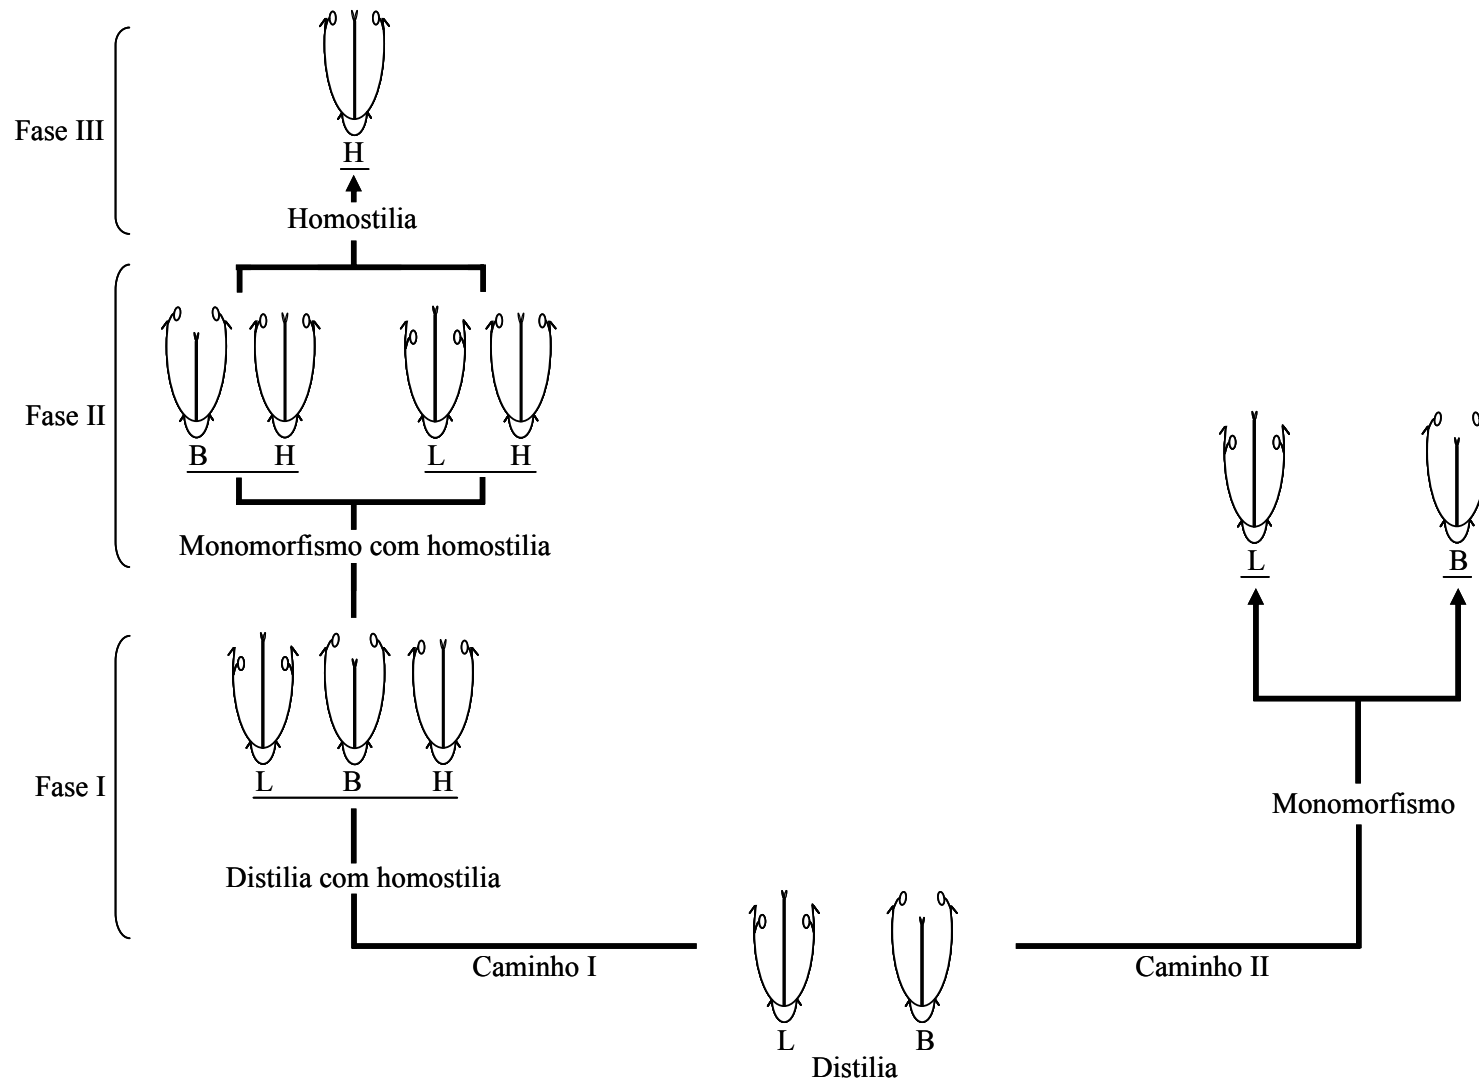 Fase III
H
Homostilia
Fase II
B H L H
Monomorfismo com homostilia
L B
Fase I
L B H
Monomorfismo
Distilia com homostilia
Caminho I
Caminho II
L B
Distilia